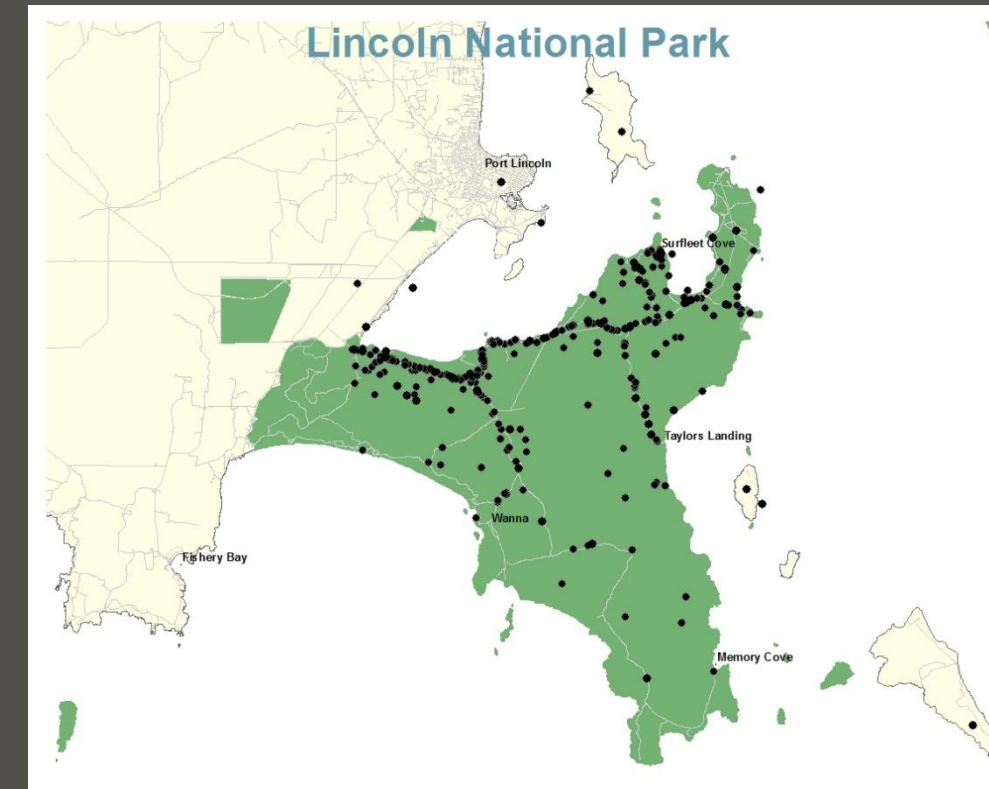 Lincoln National Park
Port Lincoln
Surfleet Cove
Taylors Landing
Wanna
Fishery Bay
Memory Cove